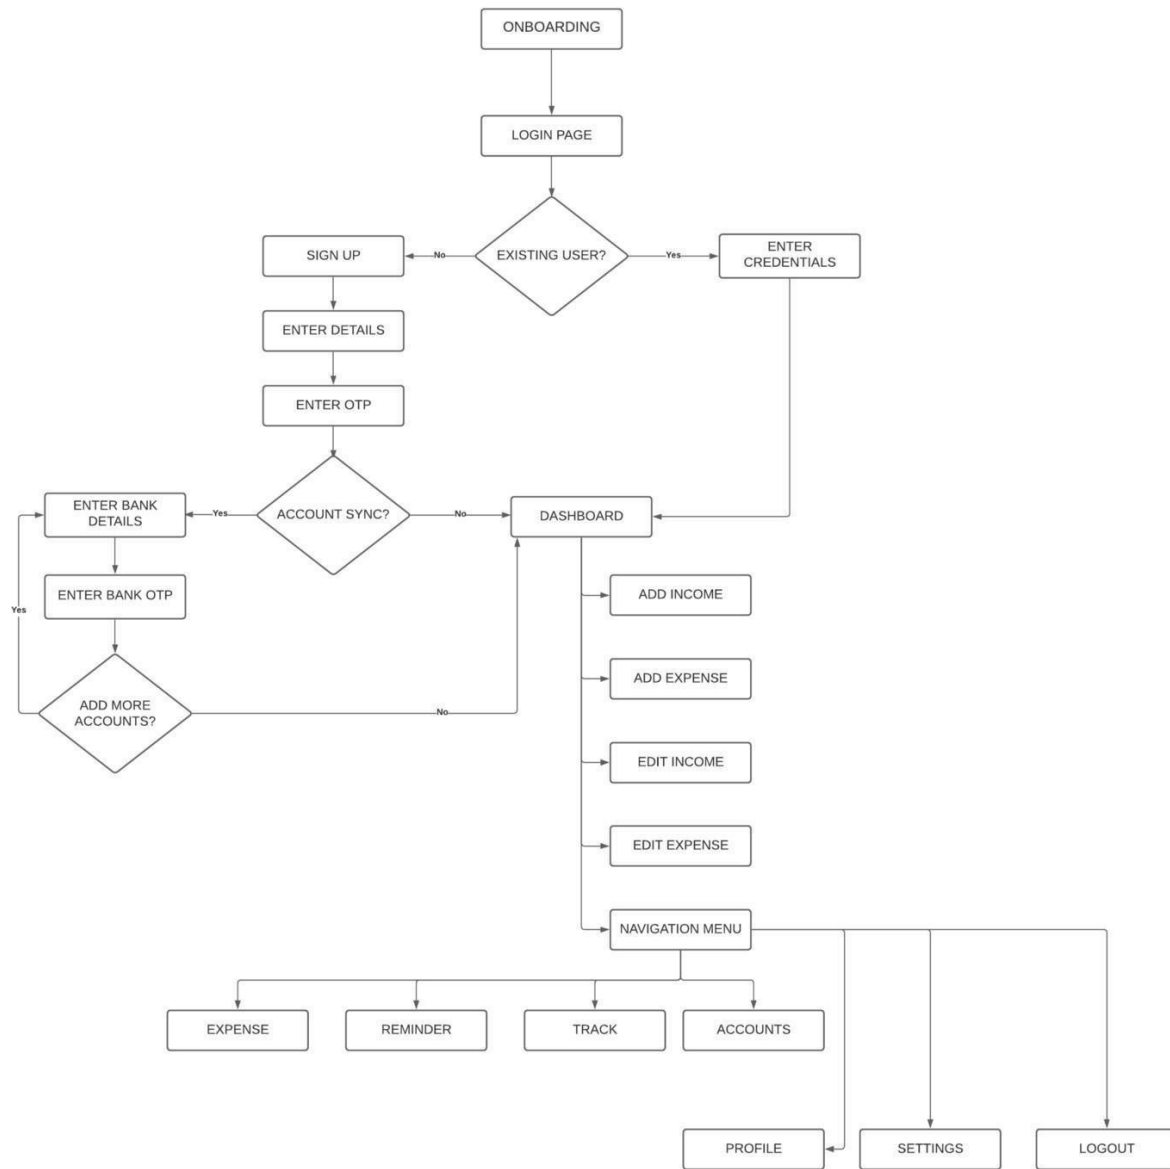 ONBOARDING
LOGIN PAGE
EXISTING USER?
No
Yes
SIGN UP
ENTER
CREDENTIALS
ENTER DETAILS
ENTER OTP
ACCOUNT SYNC?
Yes
No
ENTER BANK
DETAILS
DASHBOARD
ENTER BANK OTP
Yes
ADD MORE
ACCOUNTS?
No
ADD INCOME
ADD EXPENSE
EDIT INCOME
EDIT EXPENSE
NAVIGATION MENU
EXPENSE
REMINDER
TRACK
ACCOUNTS
PROFILE
SETTINGS
LOGOUT